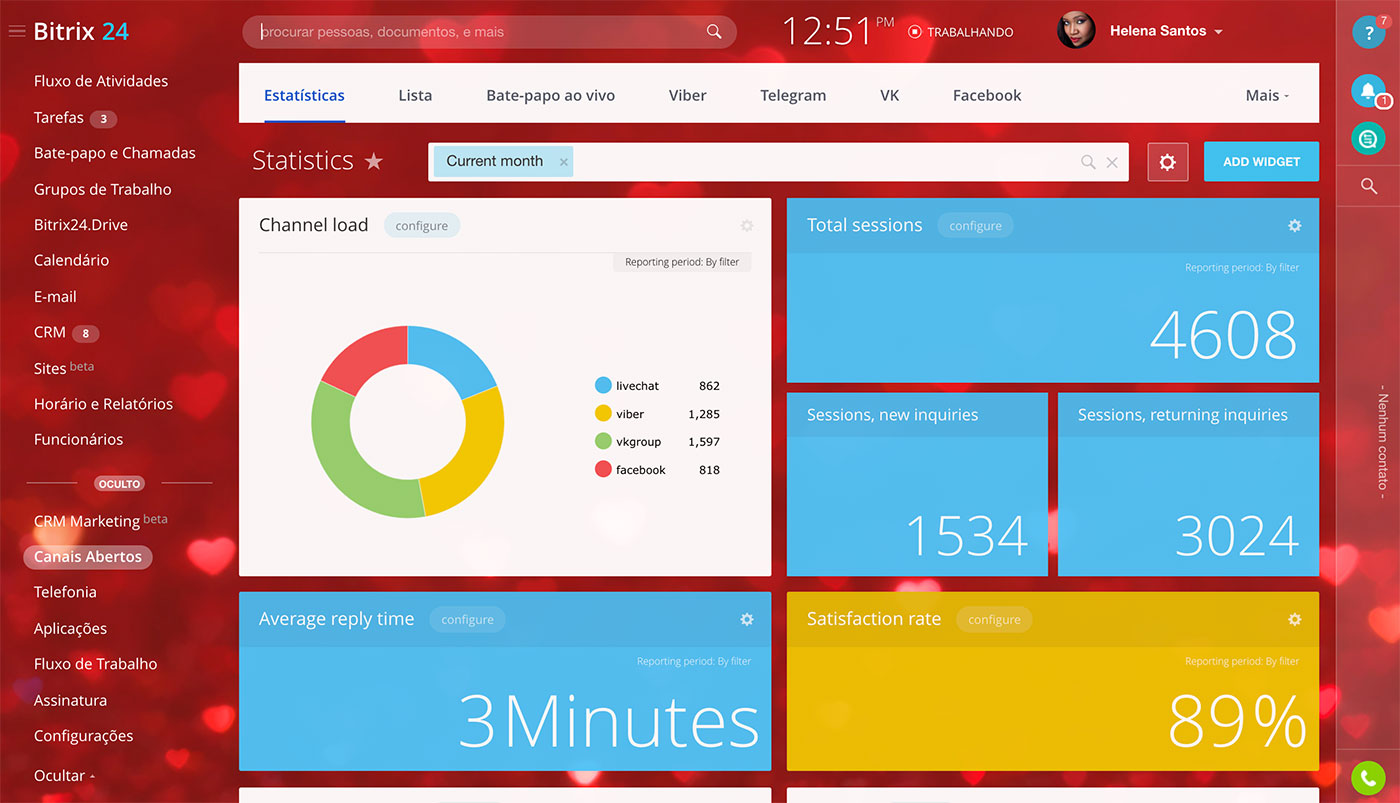 Bitrix 24
procurar pessoas, documentos, e mais
12:51 PM
TRABALHANDO
Helena Santos
?
7
1
Fluxo de Atividades
Tarefas 3
Bate-papo e Chamadas
Grupos de Trabalho
Bitrix24.Drive
Calendário
E-mail
CRM 8
Sites beta
Horário e Relatórios
Funcionários
OCULTO
CRM Marketing beta
Canais Abertos
Telefonia
Aplicações
Fluxo de Trabalho
Assinatura
Configurações
Ocultar
Estatísticas Lista Bate-papo ao vivo Viber Telegram VK Facebook Mais
Statistics
Current month
ADD WIDGET
Channel load configure
Reporting period: By filter
livechat 862
viber 1,285
vkgroup 1,597
facebook 818
Total sessions configure
Reporting period: By filter
4608
Sessions, new inquiries
1534
Sessions, returning inquiries
3024
Average reply time configure
Reporting period: By filter
3 Minutes
Satisfaction rate configure
Reporting period: By filter
89%
- Nenhum contato -